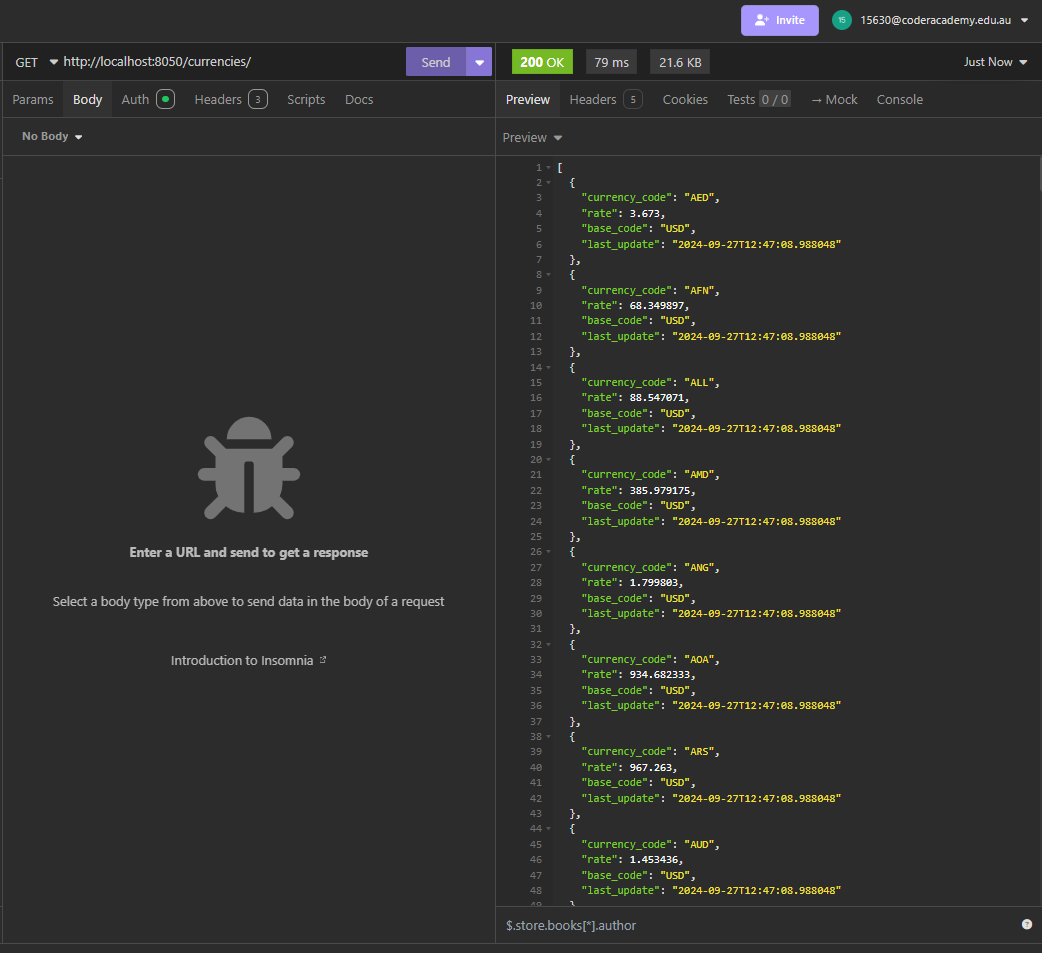 Invite
15 15630@coderacademy.edu.au
GET http://localhost:8050/currencies/ Send
200 OK 79 ms 21.6 KB Just Now
Params Body Auth Headers 3 Scripts Docs
Preview Headers 5 Cookies Tests 0 / 0 → Mock Console
No Body
Preview
Enter a URL and send to get a response
Select a body type from above to send data in the body of a request
Introduction to Insomnia
1 [
2 {
3 "currency_code": "AED",
4 "rate": 3.673,
5 "base_code": "USD",
6 "last_update": "2024-09-27T12:47:08.988048"
7 },
8 {
9 "currency_code": "AFN",
10 "rate": 68.349897,
11 "base_code": "USD",
12 "last_update": "2024-09-27T12:47:08.988048"
13 },
14 {
15 "currency_code": "ALL",
16 "rate": 88.547071,
17 "base_code": "USD",
18 "last_update": "2024-09-27T12:47:08.988048"
19 },
20 {
21 "currency_code": "AMD",
22 "rate": 385.979175,
23 "base_code": "USD",
24 "last_update": "2024-09-27T12:47:08.988048"
25 },
26 {
27 "currency_code": "ANG",
28 "rate": 1.799803,
29 "base_code": "USD",
30 "last_update": "2024-09-27T12:47:08.988048"
31 },
32 {
33 "currency_code": "AOA",
34 "rate": 934.682333,
35 "base_code": "USD",
36 "last_update": "2024-09-27T12:47:08.988048"
37 },
38 {
39 "currency_code": "ARS",
40 "rate": 967.263,
41 "base_code": "USD",
42 "last_update": "2024-09-27T12:47:08.988048"
43 },
44 {
45 "currency_code": "AUD",
46 "rate": 1.453436,
47 "base_code": "USD",
48 "last_update": "2024-09-27T12:47:08.988048"
49 }
$.store.books[*].author